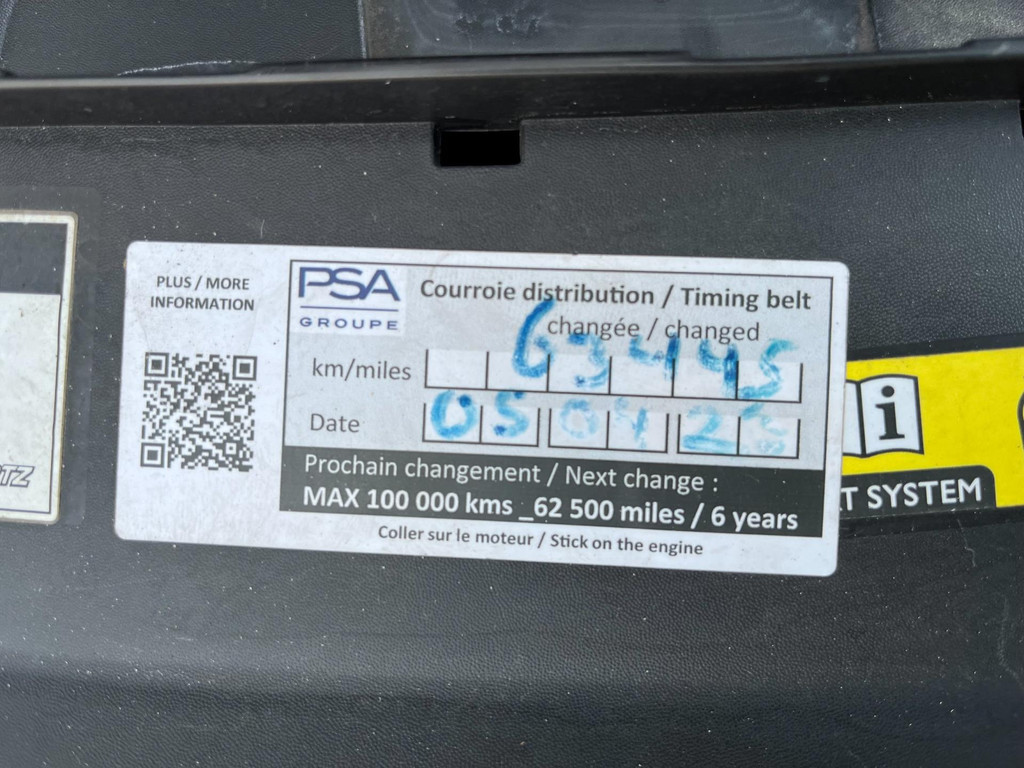 PLUS / MORE
INFORMATION
PSA
GROUPE
Courroie distribution / Timing belt
changée / changed
km/miles 63445
Date 05 04 23
Prochain changement / Next change :
MAX 100 000 kms _62 500 miles / 6 years
Coller sur le moteur / Stick on the engine
i
T SYSTEM
TZ